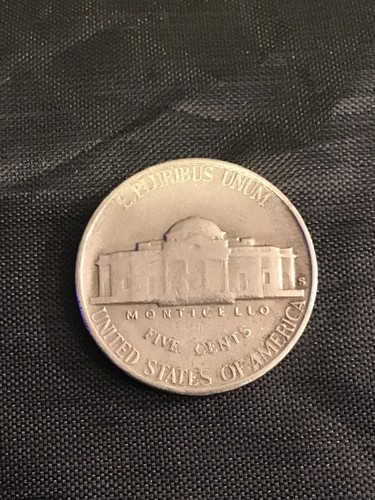 E PLURIBUS UNUM
S
MONTICELLO
FIVE CENTS
UNITED STATES OF AMERICA